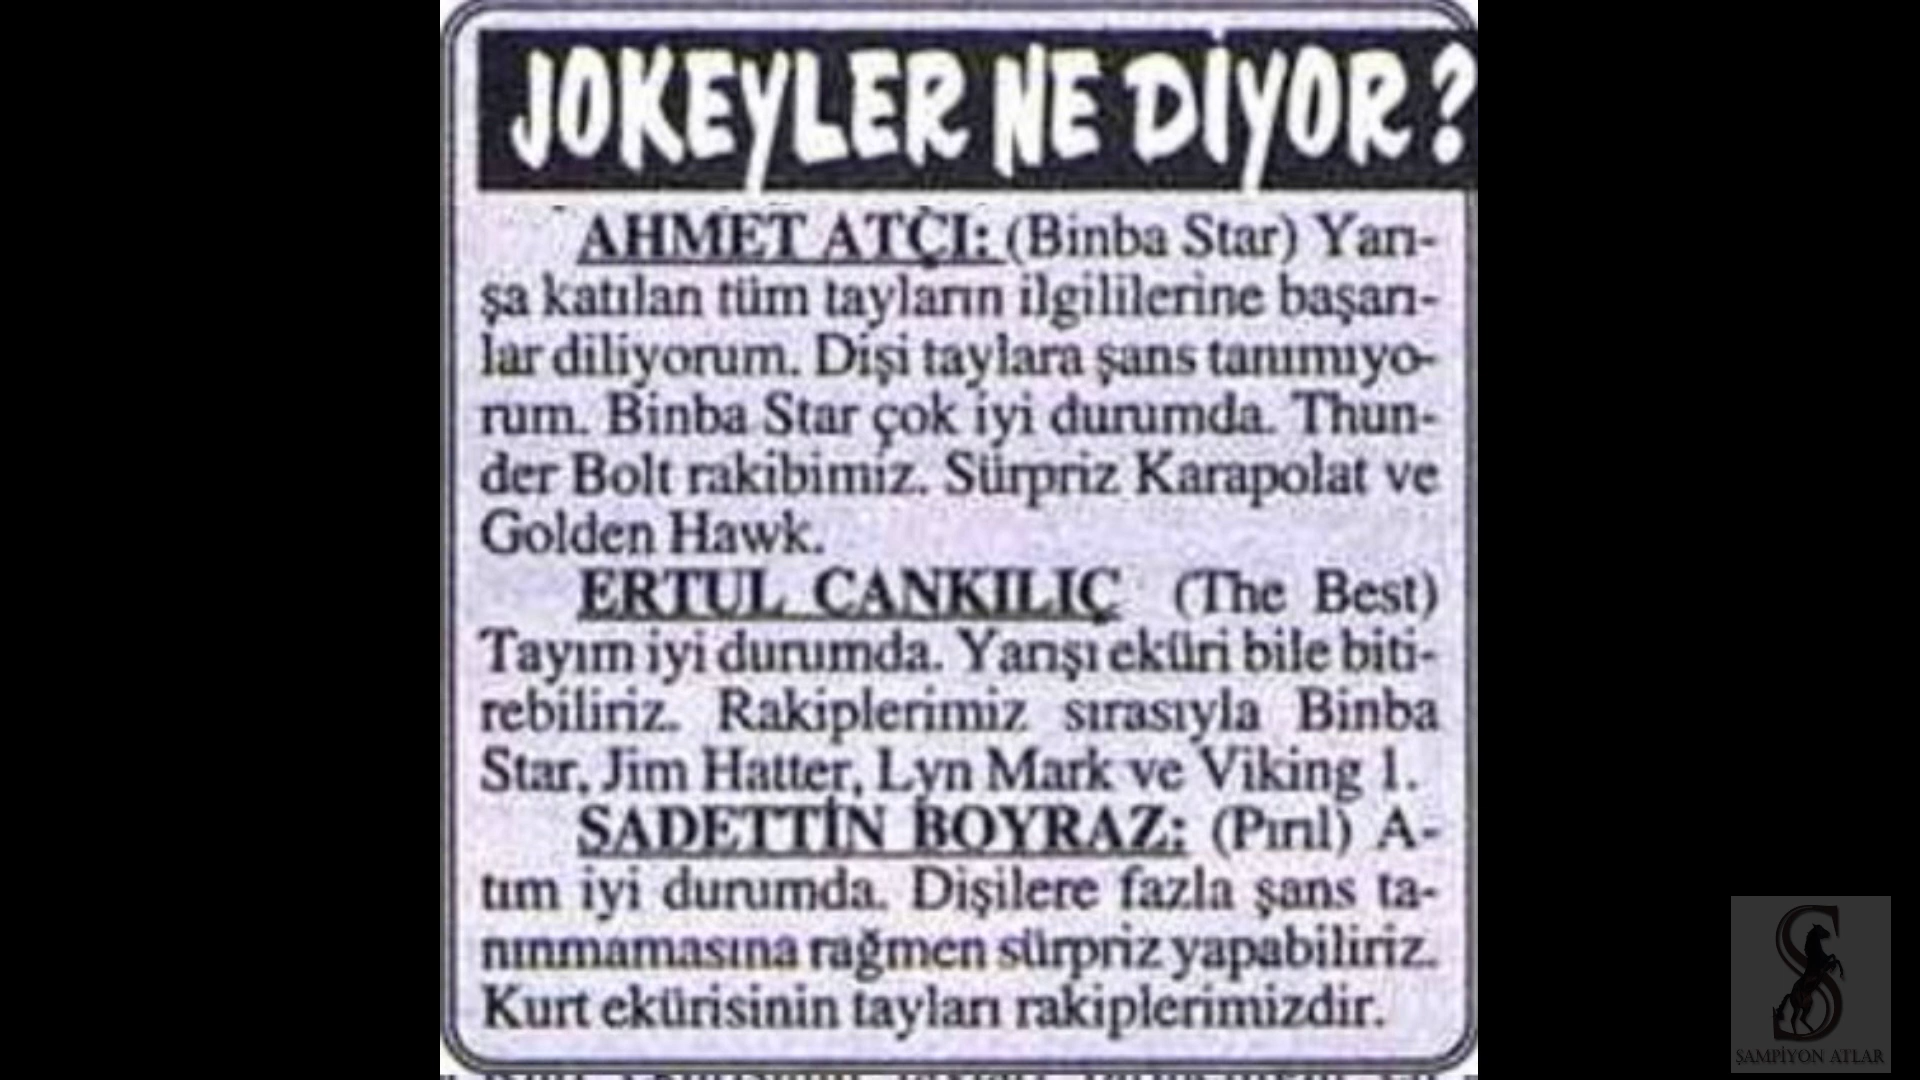 JOKEYLER NE DİYOR?
AHMET ATÇI: (Binba Star) Yarı-
şa katılan tüm tayların ilgililerine başarı-
lar diliyorum. Dişi taylara şans tanımıyo-
rum. Binba Star çok iyi durumda. Thun-
der Bolt rakibimiz. Sürpriz Karapolat ve
Golden Hawk.
ERTUL CANKILIÇ (The Best)
Tayım iyi durumda. Yarışı eküri bile biti-
rebiliriz. Rakiplerimiz sırasıyla Binba
Star, Jim Hatter, Lyn Mark ve Viking 1.
SADETTİN BOYRAZ: (Pırıl) A-
tım iyi durumda. Dişilere fazla şans ta-
nınmamasına rağmen sürpriz yapabiliriz.
Kurt ekürisinin tayları rakiplerimizdir.
ŞAMPİYON ATLAR